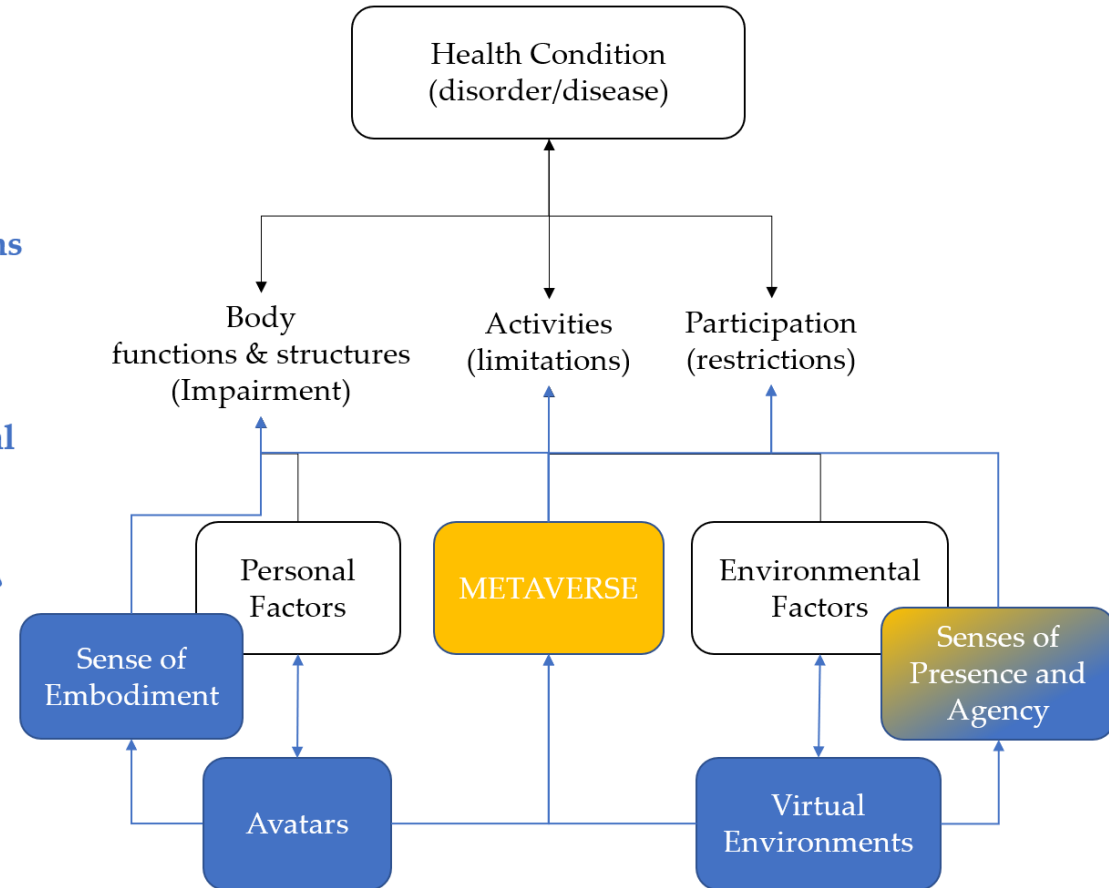 Health Condition
(disorder/disease)
Body
functions & structures
(Impairment)
Activities
(limitations)
Participation
(restrictions)
Personal
Factors
METAVERSE
Environmental
Factors
Sense of
Embodiment
Senses of
Presence and
Agency
Avatars
Virtual
Environments